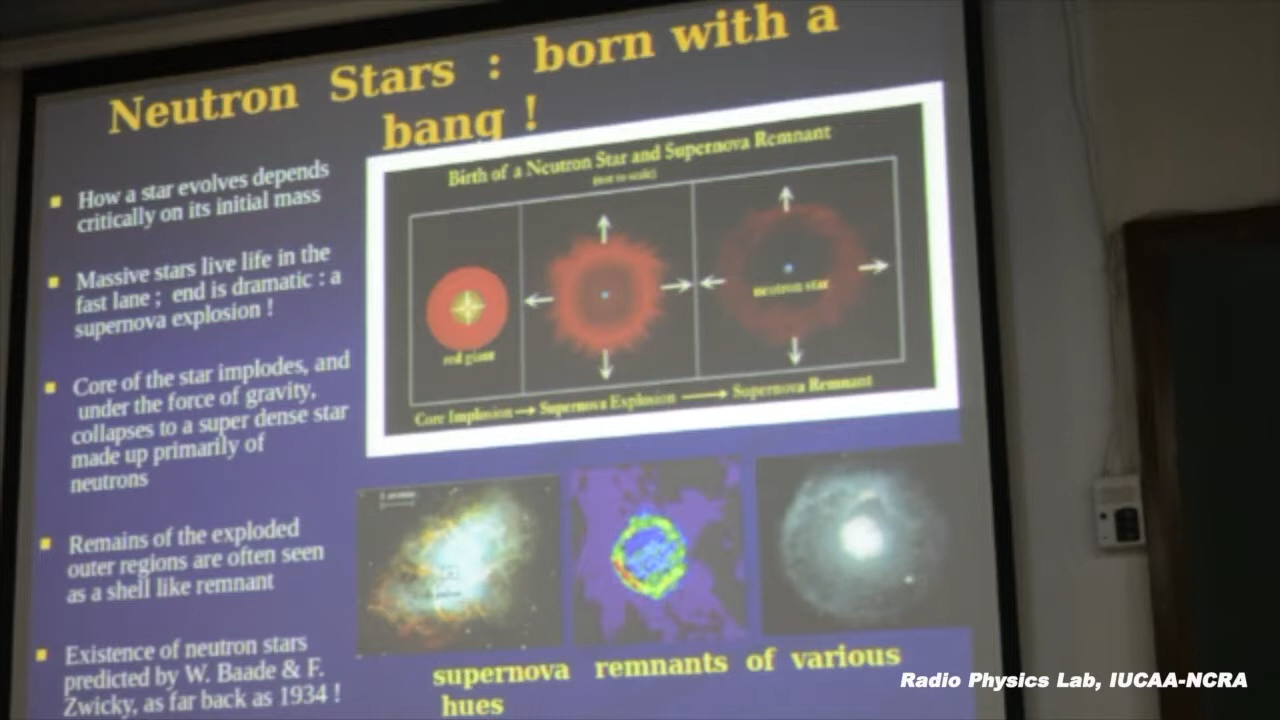 Neutron Stars : born with a
bang !
How a star evolves depends
critically on its initial mass
Massive stars live life in the
fast lane ; end is dramatic : a
supernova explosion !
Core of the star implodes, and
under the force of gravity,
collapses to a super dense star
made up primarily of
neutrons
Remains of the exploded
outer regions are often seen
as a shell like remnant
Existence of neutron stars
predicted by W. Baade & F.
Zwicky, as far back as 1934 !
Birth of a Neutron Star and Supernova Remnant
(not to scale)
red giant
neutron star
Core Implosion → Supernova Explosion → Supernova Remnant
supernova remnants of various
hues
Radio Physics Lab, IUCAA-NCRA